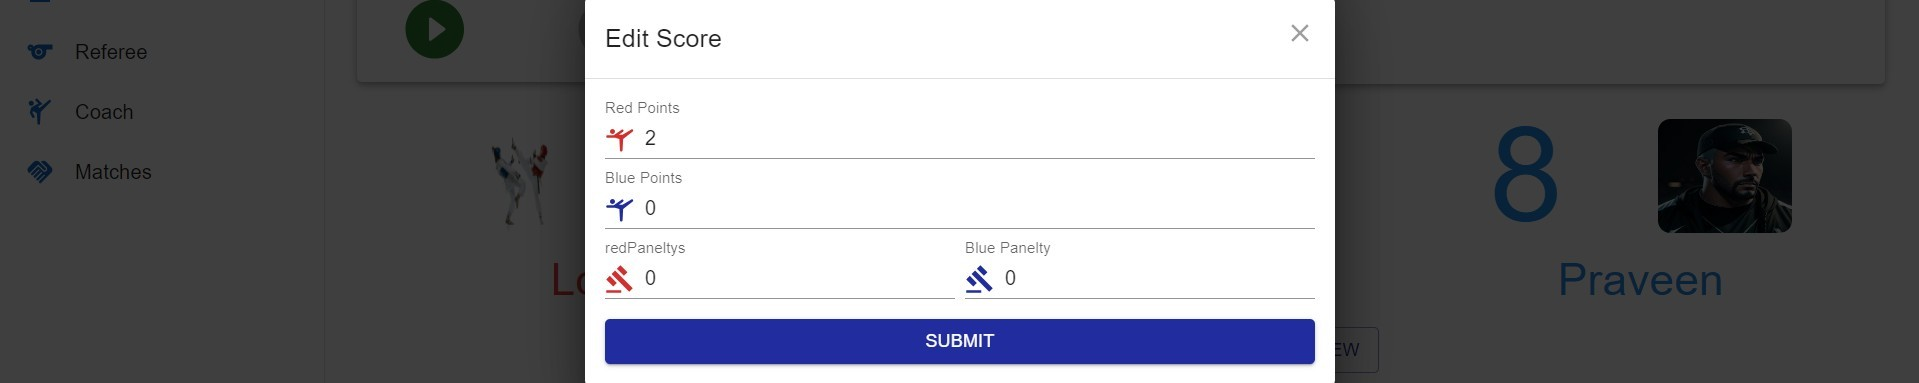 Edit Score
Referee
Red Points
2
Coach
8
Matches
Blue Points
0
redPaneltys
Blue Panelty
0
0
Praveen
SUBMIT